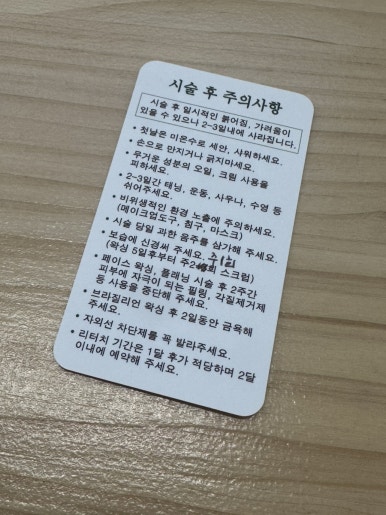 시술 후 주의사항
시술 후 일시적인 붉어짐, 가려움이
있을 수 있으나 2-3일내에 사라집니다.
• 첫날은 미온수로 세안, 샤워하세요.
• 손으로 만지거나 긁지마세요.
• 무거운 성분의 오일, 크림 사용을
피하세요.
• 2-3일간 태닝, 운동, 사우나, 수영 등
쉬어주세요.
• 비위생적인 환경 노출에 주의하세요.
(메이크업도구, 침구, 마스크)
• 시술 당일 과한 음주를 삼가해 주세요.
• 보습에 신경써 주세요. 주1회
(왁싱 5일후부터 주2회 스크럽)
• 페이스 왁싱, 플래닝 시술 후 2주간
피부에 자극이 되는 필링, 각질제거제
등 사용을 중단해 주세요.
• 브라질리언 왁싱 후 2일동안 금욕해
주세요.
• 자외선 차단제를 꼭 발라주세요.
• 리터치 기간은 1달 후가 적당하며 2달
이내에 예약해 주세요.